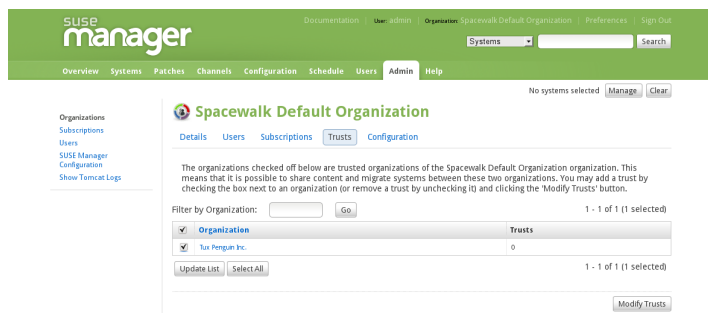 SUSE
manager
Documentation | User: admin | Organization: Spacewalk Default Organization | Preferences | Sign Out
Systems Search
Overview Systems Patches Channels Configuration Schedule Users Admin Help
No systems selected Manage Clear
Organizations
Subscriptions
Users
SUSE Manager
Configuration
Show Tomcat Logs
Spacewalk Default Organization
Details Users Subscriptions Trusts Configuration
The organizations checked off below are trusted organizations of the Spacewalk Default Organization organization. This
means that it is possible to share content and migrate systems between these two organizations. You may add a trust by
checking the box next to an organization (or remove a trust by unchecking it) and clicking the 'Modify Trusts' button.
Filter by Organization: Go 1 - 1 of 1 (1 selected)
Organization Trusts
Tux Penguin Inc. 0
Update List Select All 1 - 1 of 1 (1 selected)
Modify Trusts